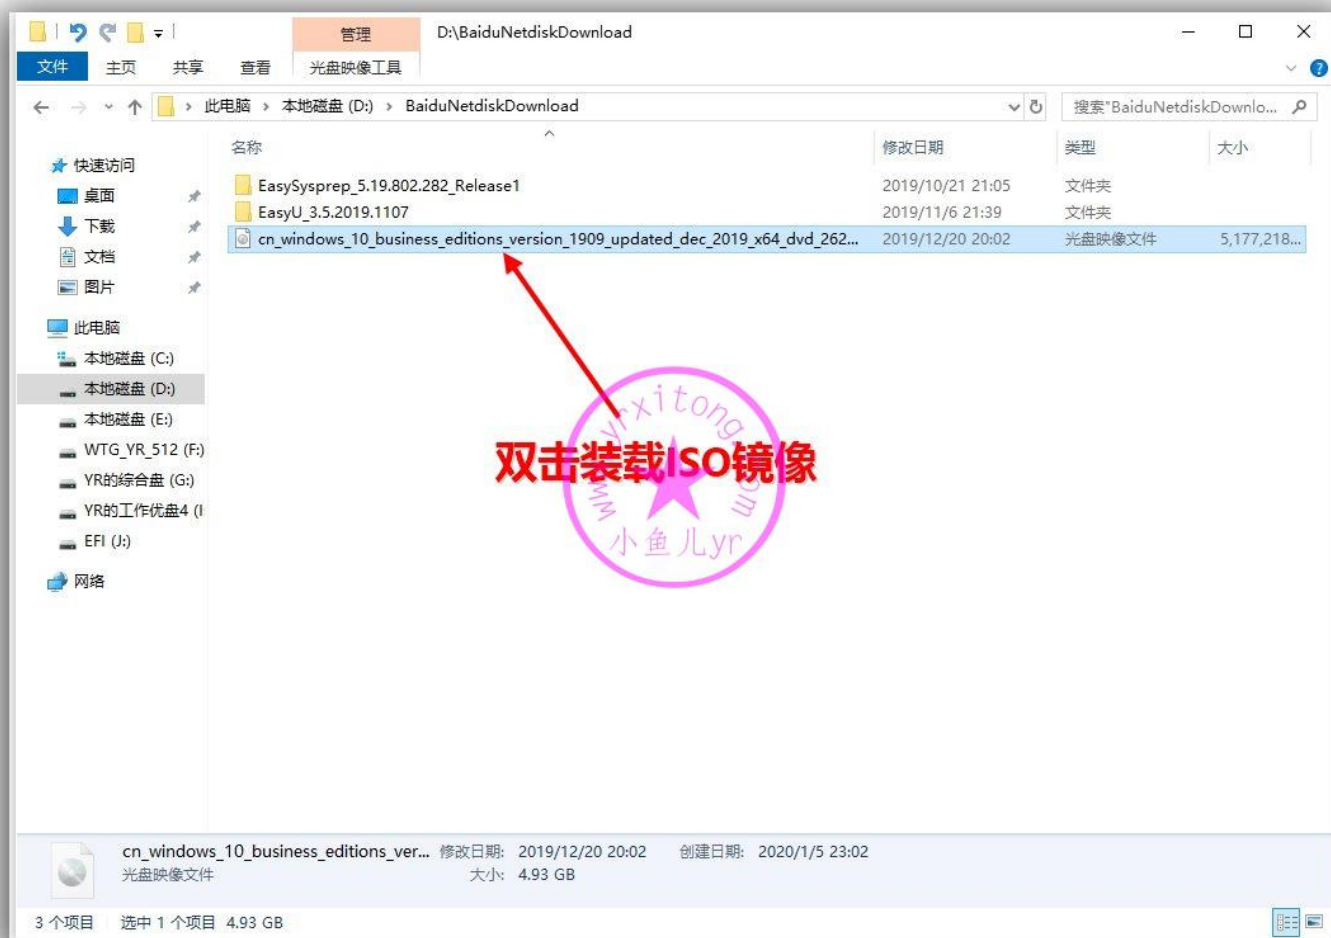 管理
D:\BaiduNetdiskDownload
文件 主页 共享 查看 光盘映像工具
此电脑 › 本地磁盘 (D:) › BaiduNetdiskDownload
搜索"BaiduNetdiskDownlo...
名称 修改日期 类型 大小
快速访问
桌面
下载
文档
图片
此电脑
本地磁盘 (C:)
本地磁盘 (D:)
本地磁盘 (E:)
WTG_YR_512 (F:)
YR的综合盘 (G:)
YR的工作优盘4 (
EFI (J:)
网络
EasySysprep_5.19.802.282_Release1 2019/10/21 21:05 文件夹
EasyU_3.5.2019.1107 2019/11/6 21:39 文件夹
cn_windows_10_business_editions_version_1909_updated_dec_2019_x64_dvd_262... 2019/12/20 20:02 光盘映像文件 5,177,218...
双击装载ISO镜像
www.yrxitong.com
小鱼儿yr
cn_windows_10_business_editions_ver... 修改日期: 2019/12/20 20:02 创建日期: 2020/1/5 23:02
光盘映像文件 大小: 4.93 GB
3 个项目 选中 1 个项目 4.93 GB